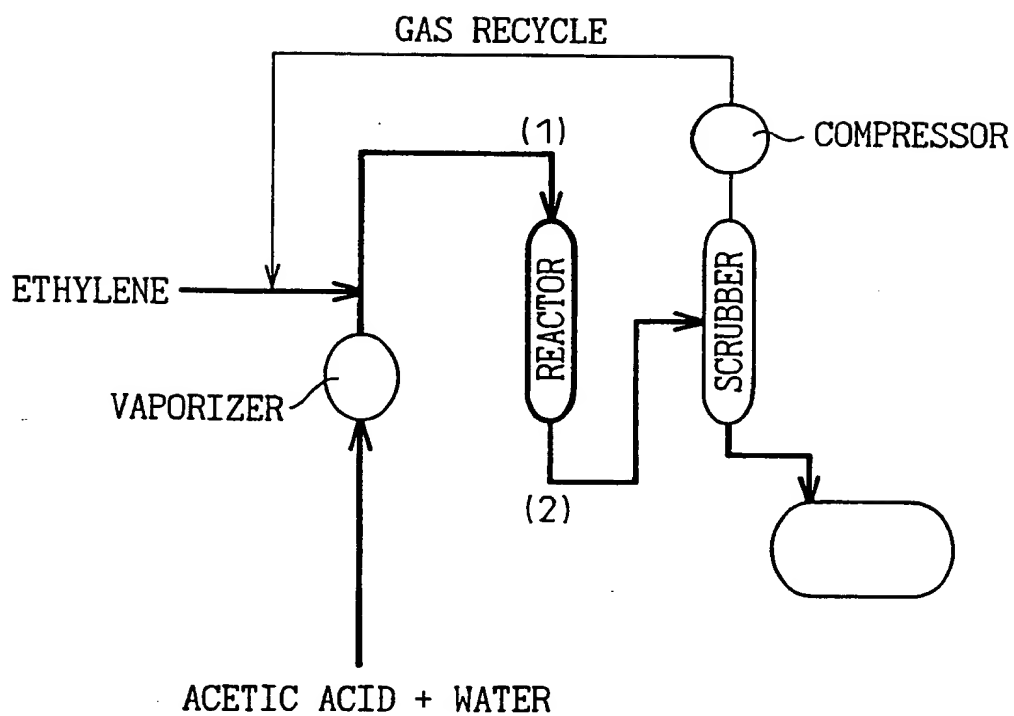 GAS RECYCLE
(1)
COMPRESSOR
ETHYLENE
REACTOR
SCRUBBER
VAPORIZER
(2)
ACETIC ACID + WATER